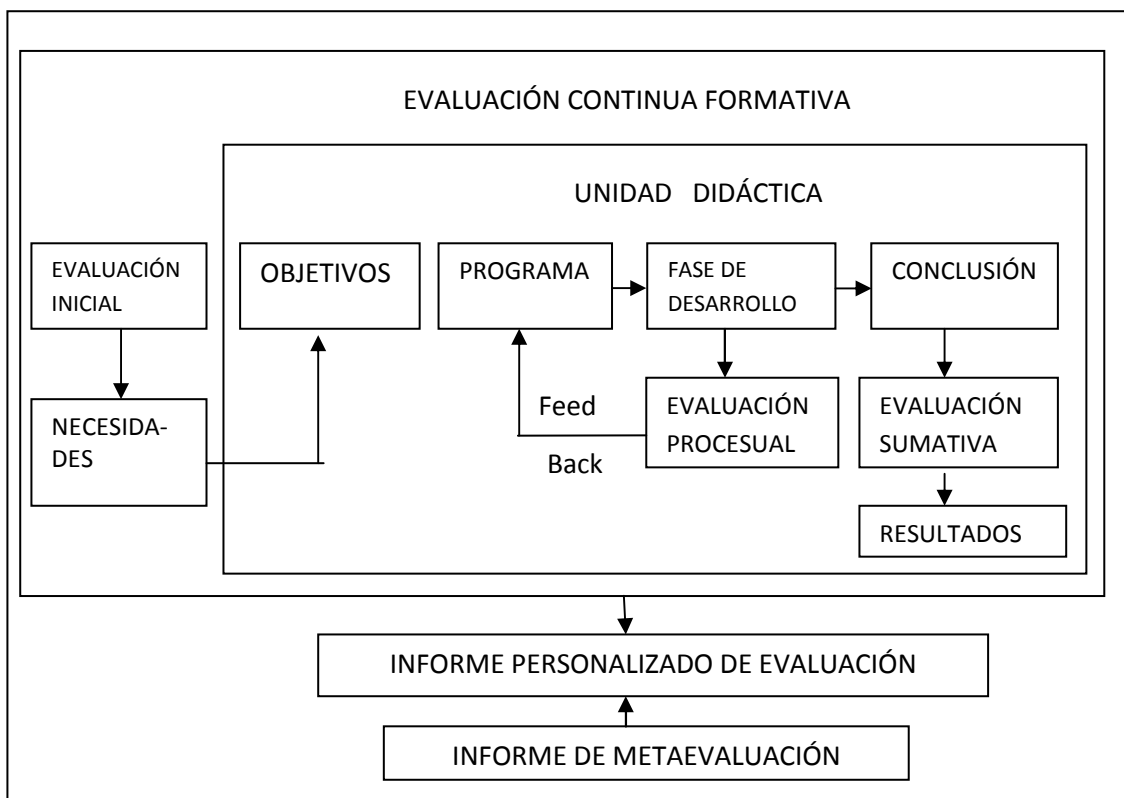 EVALUACIÓN CONTINUA FORMATIVA
UNIDAD DIDÁCTICA
EVALUACIÓN
INICIAL
NECESIDA-
DES
OBJETIVOS
PROGRAMA
FASE DE
DESARROLLO
CONCLUSIÓN
Feed
Back
EVALUACIÓN
PROCESUAL
EVALUACIÓN
SUMATIVA
RESULTADOS
INFORME PERSONALIZADO DE EVALUACIÓN
INFORME DE METAEVALUACIÓN